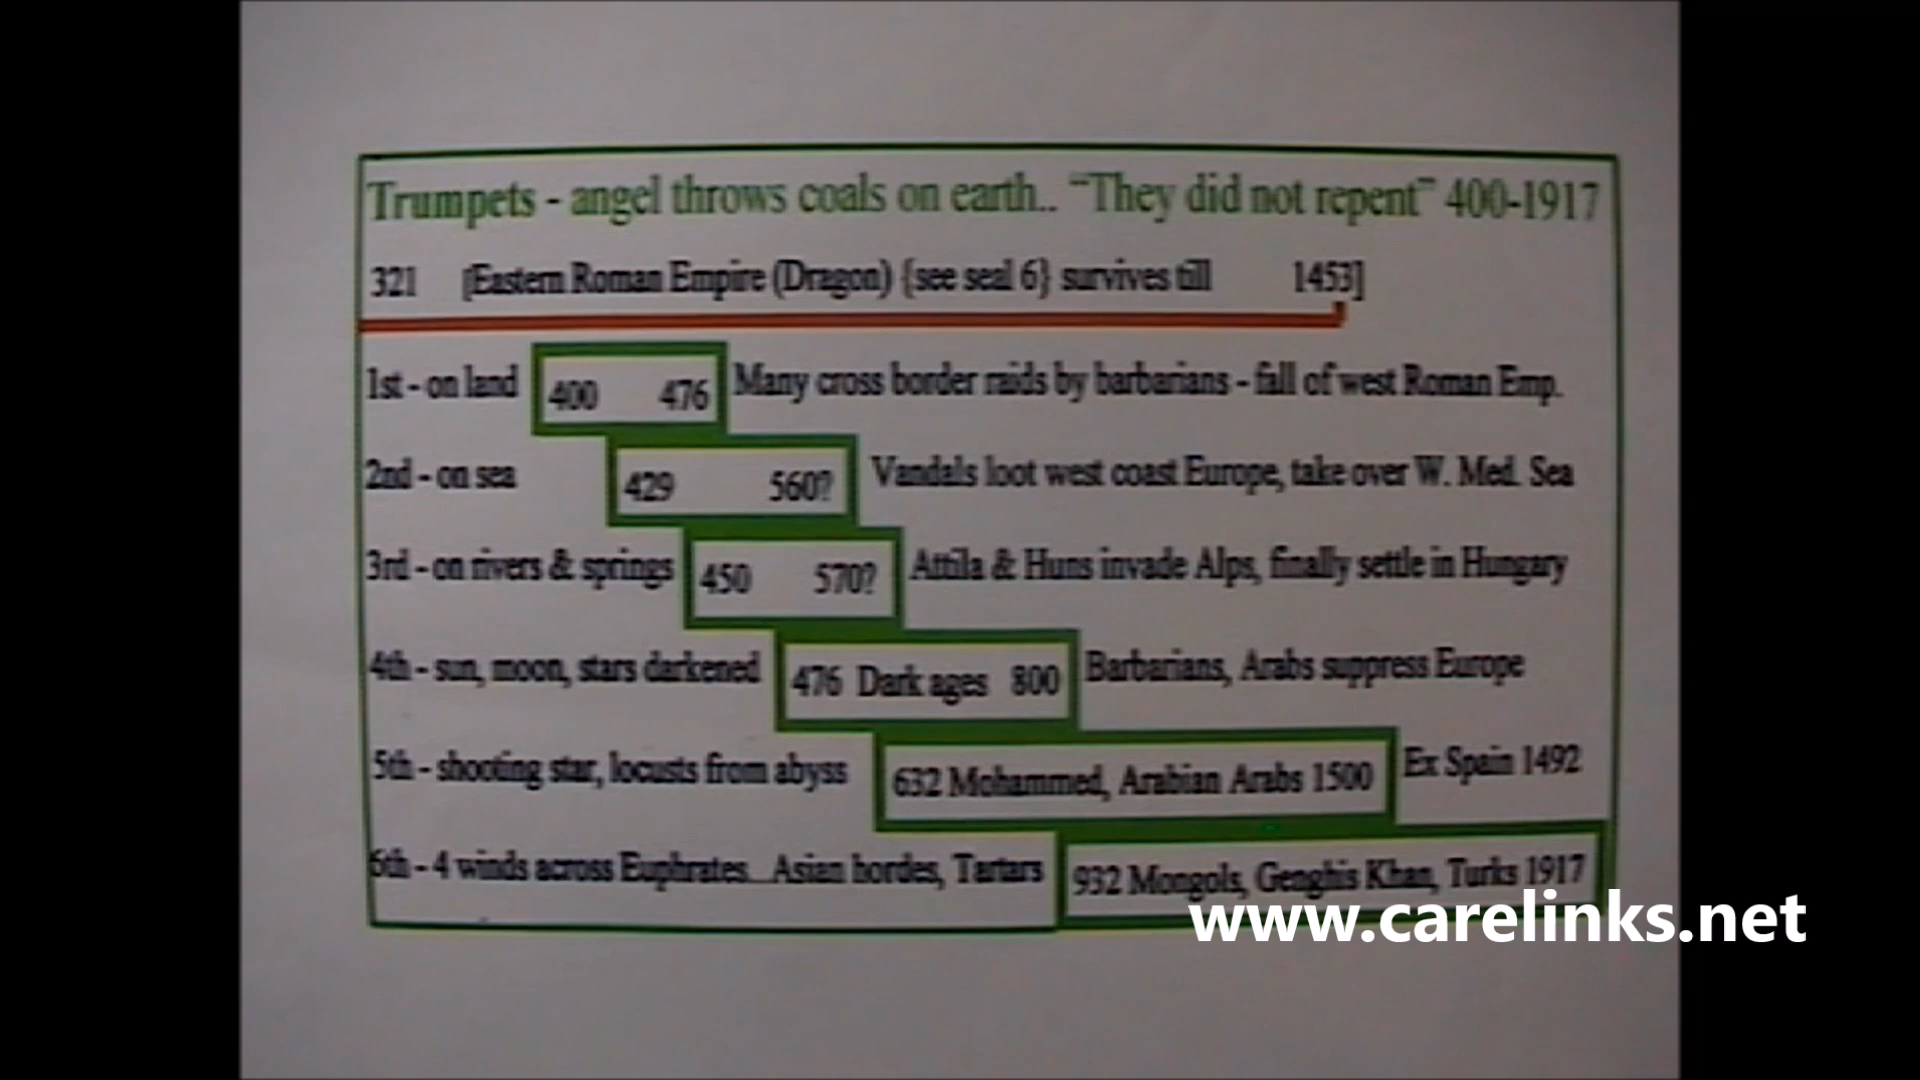 Trumpets - angel throws coals on earth.. “They did not repent” 400-1917
321 [Eastern Roman Empire (Dragon) {see seal 6} survives till 1453]
1st - on land 400 476 Many cross border raids by barbarians - fall of west Roman Emp.
2nd - on sea 429 560? Vandals loot west coast Europe, take over W. Med. Sea
3rd - on rivers & springs 450 570? Attila & Huns invade Alps, finally settle in Hungary
4th - sun, moon, stars darkened 476 Dark ages 800 Barbarians, Arabs suppress Europe
5th - shooting star, locusts from abyss 632 Mohammed, Arabian Arabs 1500 Ex Spain 1492
6th - 4 winds across Euphrates...Asian hordes, Tartars 932 Mongols, Genghis Khan, Turks 1917
www.carelinks.net